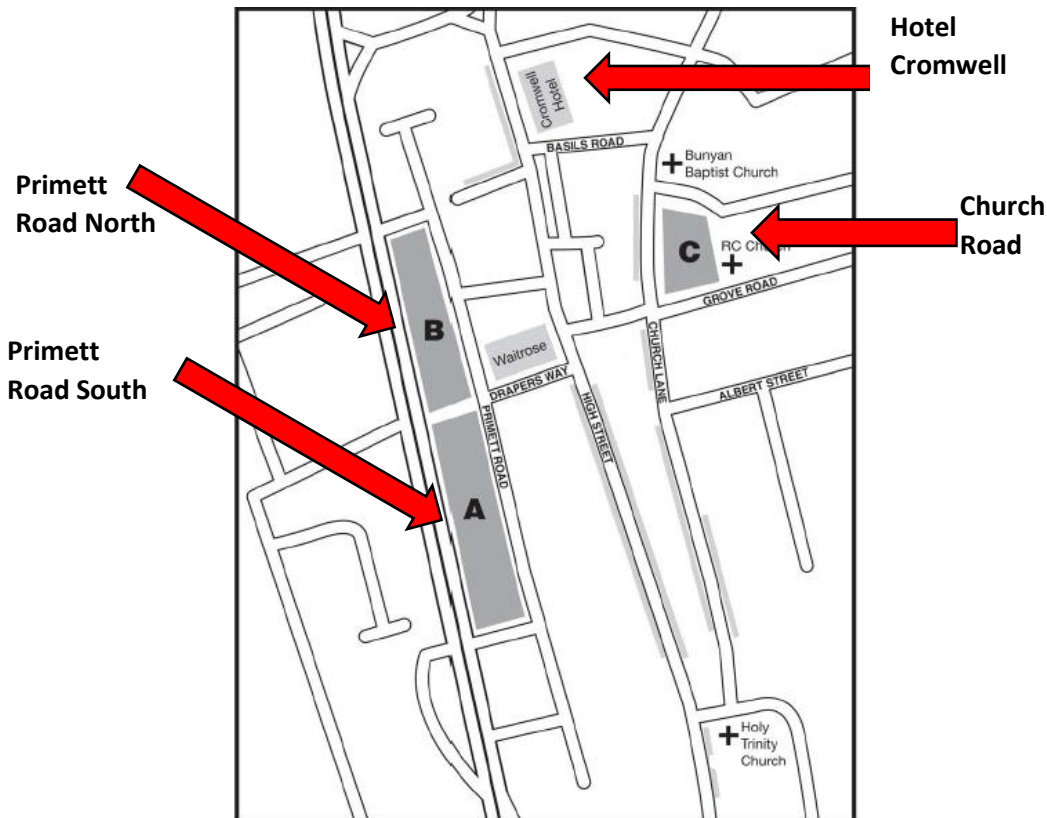 Hotel
Cromwell
Cromwell
Hotel
BASILS ROAD
Bunyan
Baptist Church
Primett
Road North
Church
Road
C
RC Church
GROVE ROAD
B
Primett
Road South
Waitrose
DRAPERS WAY
CHURCH LANE
ALBERT STREET
HIGH STREET
PRIMETT ROAD
A
Holy
Trinity
Church